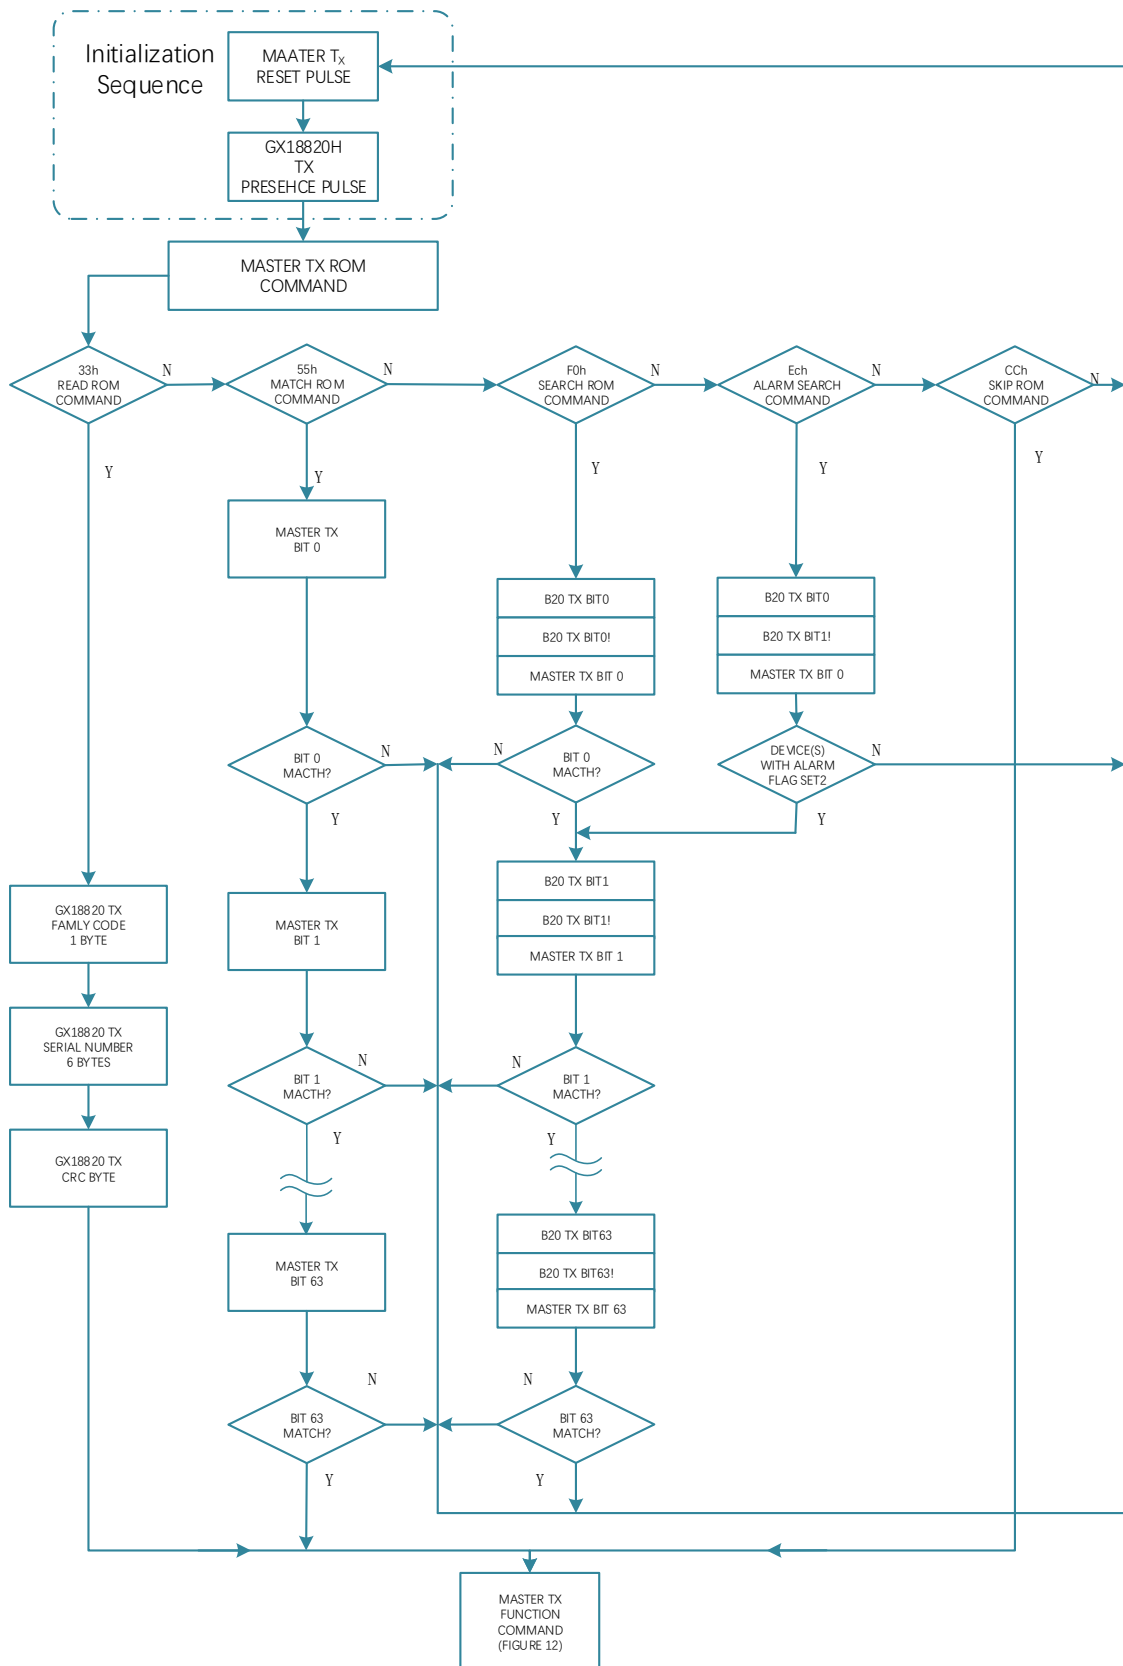 Initialization
Sequence
MAATER TX
RESET PULSE
GX18820H
TX
PRESEHCE PULSE
MASTER TX ROM
COMMAND
33h
READ ROM
COMMAND
N
55h
MATCH ROM
COMMAND
N
F0h
SEARCH ROM
COMMAND
N
Ech
ALARM SEARCH
COMMAND
N
CCh
SKIP ROM
COMMAND
N
Y
Y
Y
Y
Y
MASTER TX
BIT 0
B20 TX BIT0
B20 TX BIT0!
MASTER TX BIT 0
B20 TX BIT0
B20 TX BIT1!
MASTER TX BIT 0
BIT 0
MACTH?
N
N
BIT 0
MACTH?
DEVICE(S)
WITH ALARM
FLAG SET2
N
Y
Y
Y
GX18820 TX
FAMLY CODE
1 BYTE
MASTER TX
BIT 1
B20 TX BIT1
B20 TX BIT1!
MASTER TX BIT 1
GX18820 TX
SERIAL NUMBER
6 BYTES
BIT 1
MACTH?
N
N
BIT 1
MACTH?
Y
Y
GX18820 TX
CRC BYTE
MASTER TX
BIT 63
B20 TX BIT63
B20 TX BIT63!
MASTER TX BIT 63
BIT 63
MATCH?
N
N
BIT 63
MATCH?
Y
Y
MASTER TX
FUNCTION
COMMAND
(FIGURE 12)